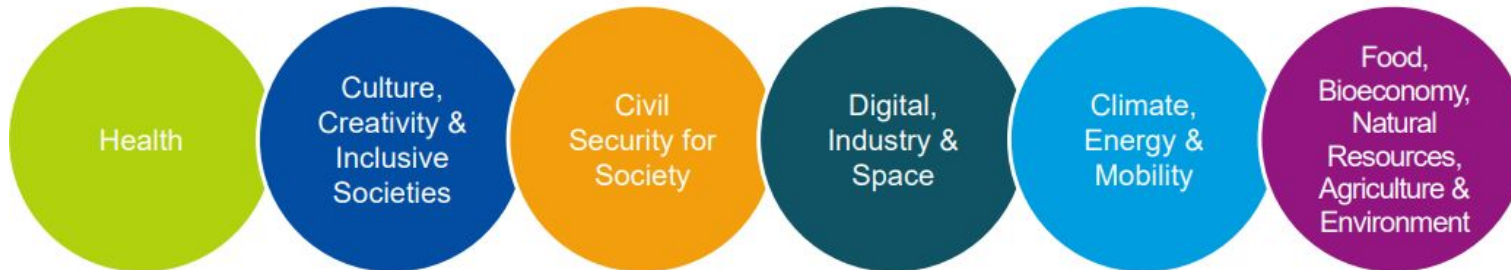 Health
Culture,
Creativity &
Inclusive
Societies
Civil
Security for
Society
Digital,
Industry &
Space
Climate,
Energy &
Mobility
Food,
Bioeconomy,
Natural
Resources,
Agriculture &
Environment